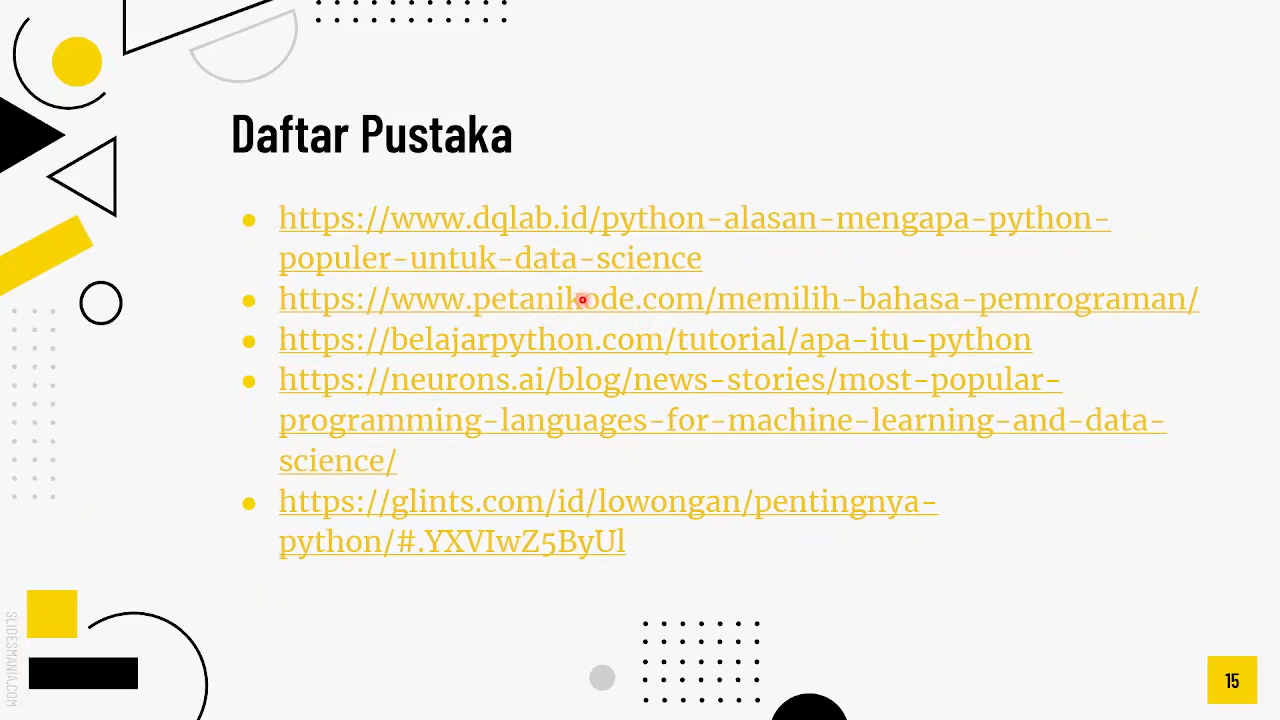 Daftar Pustaka
https://www.dqlab.id/python-alasan-mengapa-python-
populer-untuk-data-science
https://www.petanikode.com/memilih-bahasa-pemrograman/
https://belajarpython.com/tutorial/apa-itu-python
https://neurons.ai/blog/news-stories/most-popular-
programming-languages-for-machine-learning-and-data-
science/
https://glints.com/id/lowongan/pentingnya-
python/#.YXVIwZ5ByUl
SLIDESMANIA.COM
15